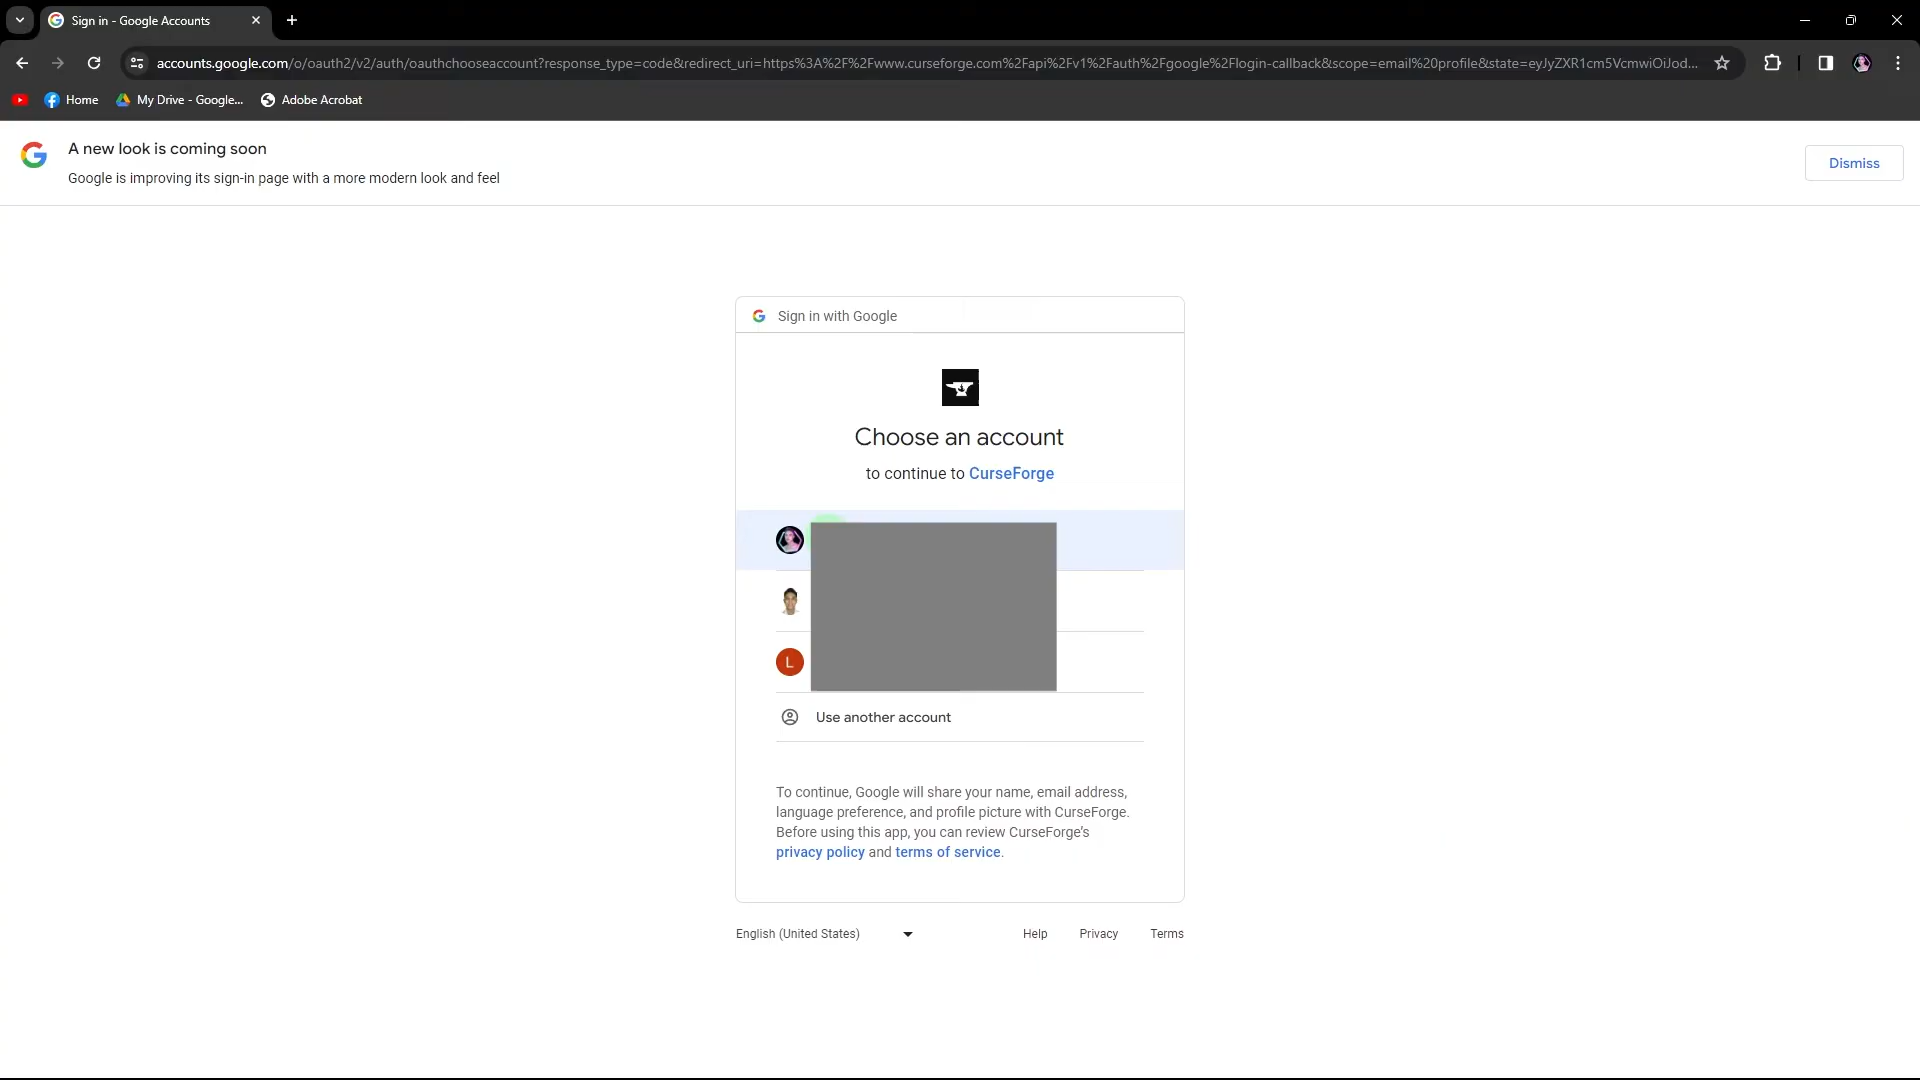 Sign in - Google Accounts
accounts.google.com/o/oauth2/v2/auth/oauthchooseaccount?response_type=code&redirect_uri=https%3A%2F%2Fwww.curseforge.com%2Fapi%2Fv1%2Fauth%2Fgoogle%2Flogin-callback&scope=email%20profile&state=eyJyZXR1cm5VcmwiOiJod...
Home My Drive - Google... Adobe Acrobat
A new look is coming soon
Google is improving its sign-in page with a more modern look and feel
Dismiss
Sign in with Google
Choose an account
to continue to CurseForge
L
Use another account
To continue, Google will share your name, email address,
language preference, and profile picture with CurseForge.
Before using this app, you can review CurseForge's
privacy policy and terms of service.
English (United States) Help Privacy Terms